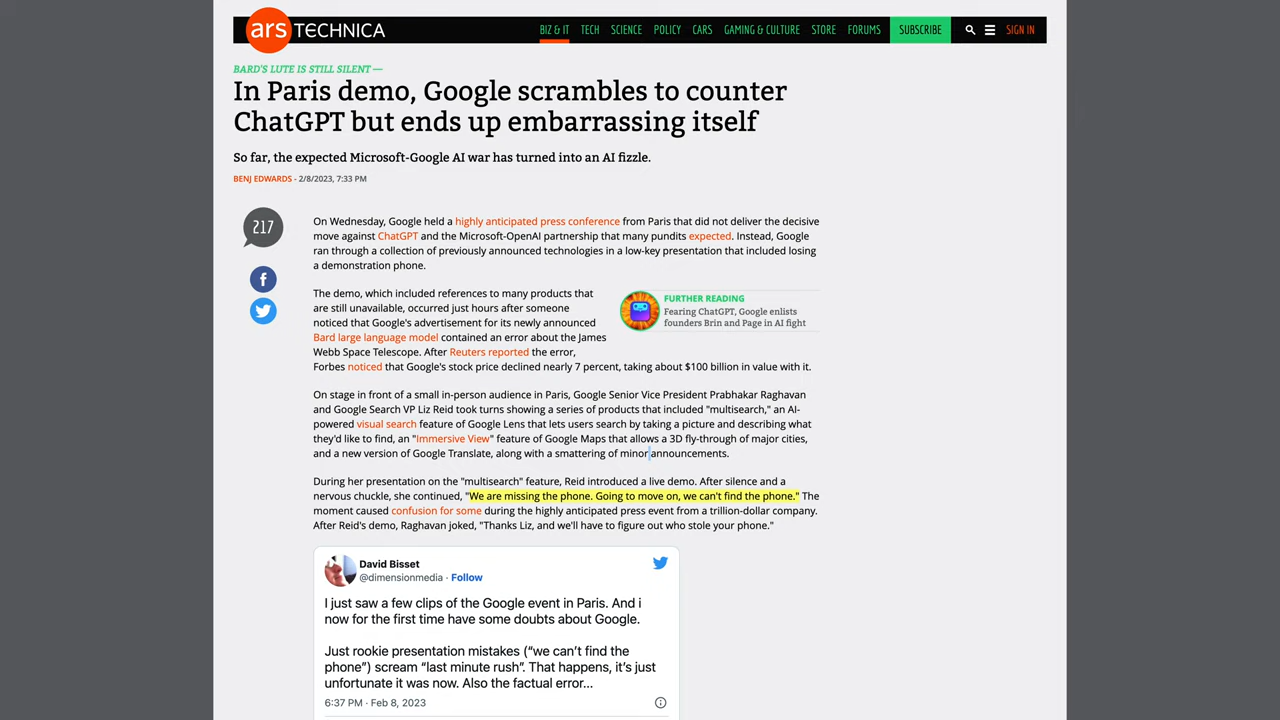 ars TECHNICA
BIZ & IT TECH SCIENCE POLICY CARS GAMING & CULTURE STORE FORUMS SUBSCRIBE SIGN IN
BARD'S LUTE IS STILL SILENT —
In Paris demo, Google scrambles to counter
ChatGPT but ends up embarrassing itself
So far, the expected Microsoft-Google AI war has turned into an AI fizzle.
BENJ EDWARDS - 2/8/2023, 7:33 PM
217
On Wednesday, Google held a highly anticipated press conference from Paris that did not deliver the decisive
move against ChatGPT and the Microsoft-OpenAI partnership that many pundits expected. Instead, Google
ran through a collection of previously announced technologies in a low-key presentation that included losing
a demonstration phone.
The demo, which included references to many products that
are still unavailable, occurred just hours after someone
noticed that Google's advertisement for its newly announced
Bard large language model contained an error about the James
Webb Space Telescope. After Reuters reported the error,
Forbes noticed that Google's stock price declined nearly 7 percent, taking about $100 billion in value with it.
FURTHER READING
Fearing ChatGPT, Google enlists
founders Brin and Page in AI fight
On stage in front of a small in-person audience in Paris, Google Senior Vice President Prabhakar Raghavan
and Google Search VP Liz Reid took turns showing a series of products that included "multisearch," an AI-
powered visual search feature of Google Lens that lets users search by taking a picture and describing what
they'd like to find, an "Immersive View" feature of Google Maps that allows a 3D fly-through of major cities,
and a new version of Google Translate, along with a smattering of minor announcements.
During her presentation on the "multisearch" feature, Reid introduced a live demo. After silence and a
nervous chuckle, she continued, "We are missing the phone. Going to move on, we can't find the phone." The
moment caused confusion for some during the highly anticipated press event from a trillion-dollar company.
After Reid's demo, Raghavan joked, "Thanks Liz, and we'll have to figure out who stole your phone."
David Bisset
@dimensionmedia · Follow
I just saw a few clips of the Google event in Paris. And i
now for the first time have some doubts about Google.
Just rookie presentation mistakes (“we can’t find the
phone”) scream “last minute rush”. That happens, it’s just
unfortunate it was now. Also the factual error...
6:37 PM · Feb 8, 2023